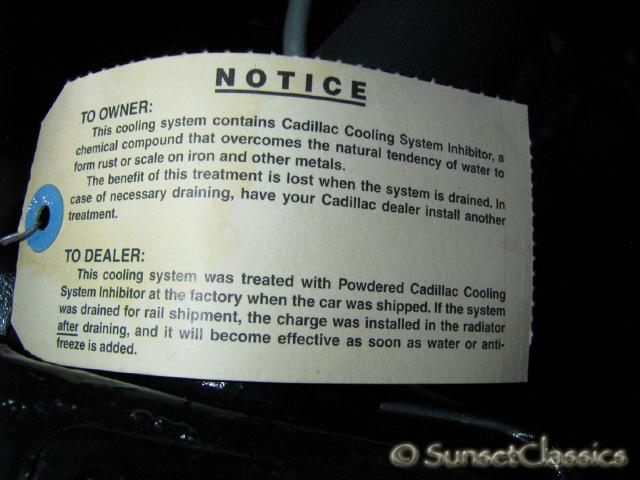 NOTICE
TO OWNER:
This cooling system contains Cadillac Cooling System Inhibitor, a
chemical compound that overcomes the natural tendency of water to
form rust or scale on iron and other metals.
The benefit of this treatment is lost when the system is drained. In
case of necessary draining, have your Cadillac dealer install another
treatment.
TO DEALER:
This cooling system was treated with Powdered Cadillac Cooling
System Inhibitor at the factory when the car was shipped. If the system
was drained for rail shipment, the charge was installed in the radiator
after draining, and it will become effective as soon as water or anti-
freeze is added.
© SunsetClassics